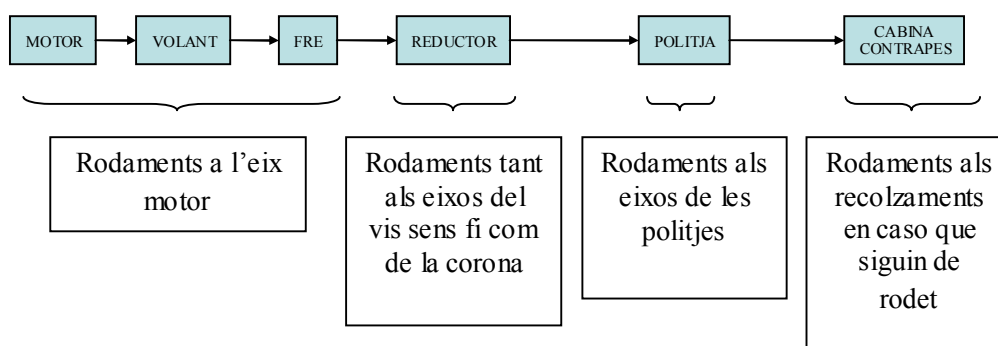 MOTOR
VOLANT
FRE
REDUCTOR
POLITJA
CABINA
CONTRAPES
Rodaments a l'eix
motor
Rodaments tant
als eixos del
vis sens fi com
de la corona
Rodaments als
eixos de les
politjes
Rodaments als
recolzaments
en caso que
siguin de
rodet